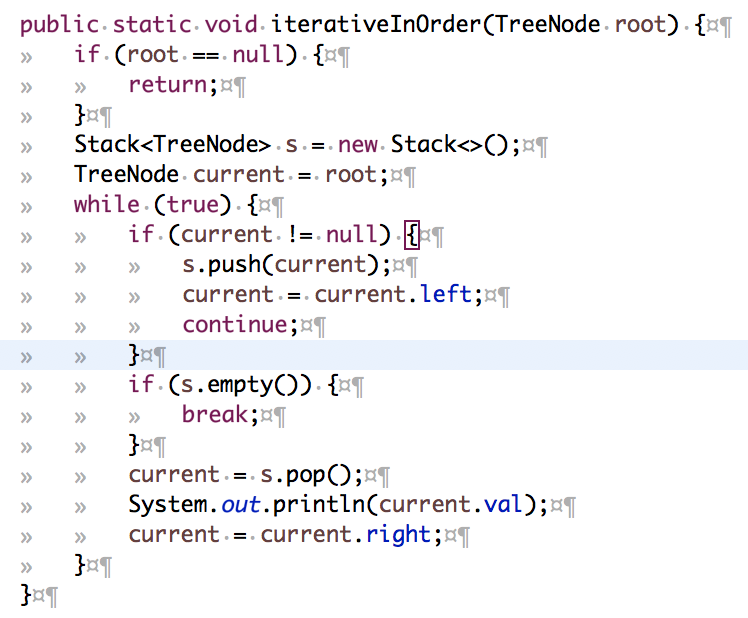 public·static·void·iterativeInOrder(TreeNode·root)·{¤¶
»	if·(root·==·null)·{¤¶
»	»	return;¤¶
»	}¤¶
»	Stack<TreeNode>·s·=·new·Stack<>();¤¶
»	TreeNode·current·=·root;¤¶
»	while·(true)·{¤¶
»	»	if·(current·!=·null)·{¤¶
»	»	»	s.push(current);¤¶
»	»	»	current·=·current.left;¤¶
»	»	»	continue;¤¶
»	»	}¤¶
»	»	if·(s.empty())·{¤¶
»	»	»	break;¤¶
»	»	}¤¶
»	»	current·=·s.pop();¤¶
»	»	System.out.println(current.val);¤¶
»	»	current·=·current.right;¤¶
»	}¤¶
}¤¶